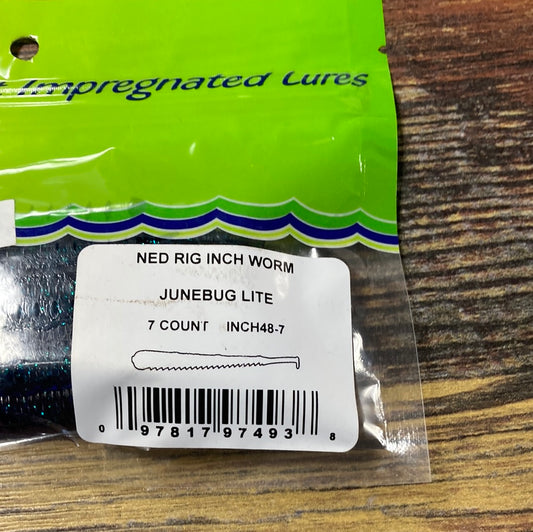 Impregnated Lures
NED RIG INCH WORM
JUNEBUG LITE
7 COUNT INCH48-7
0 97817 97493 8